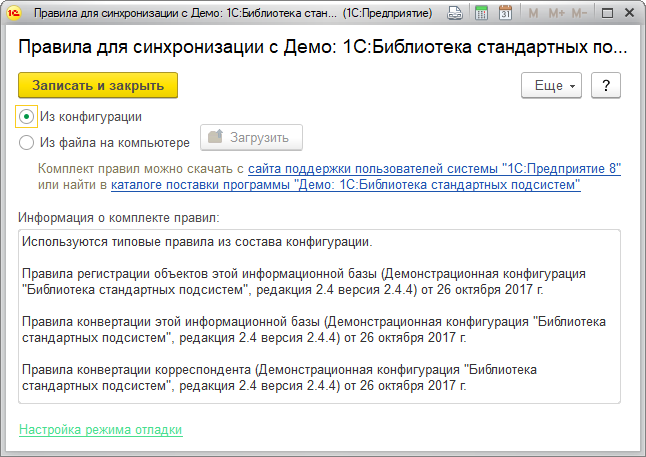 Правила для синхронизации с Демо: 1С:Библиотека стан... (1С:Предприятие)
M M+ M-
Правила для синхронизации с Демо: 1С:Библиотека стандартных по...
Записать и закрыть
Еще
?
Из конфигурации
Из файла на компьютере
Загрузить
Комплект правил можно скачать с сайта поддержки пользователей системы "1С:Предприятие 8"
или найти в каталоге поставки программы "Демо: 1С:Библиотека стандартных подсистем"
Информация о комплекте правил:
Используются типовые правила из состава конфигурации.
Правила регистрации объектов этой информационной базы (Демонстрационная конфигурация
"Библиотека стандартных подсистем", редакция 2.4 версия 2.4.4) от 26 октября 2017 г.
Правила конвертации этой информационной базы (Демонстрационная конфигурация "Библиотека
стандартных подсистем", редакция 2.4 версия 2.4.4) от 26 октября 2017 г.
Правила конвертации корреспондента (Демонстрационная конфигурация "Библиотека
стандартных подсистем", редакция 2.4 версия 2.4.4) от 26 октября 2017 г.
Настройка режима отладки